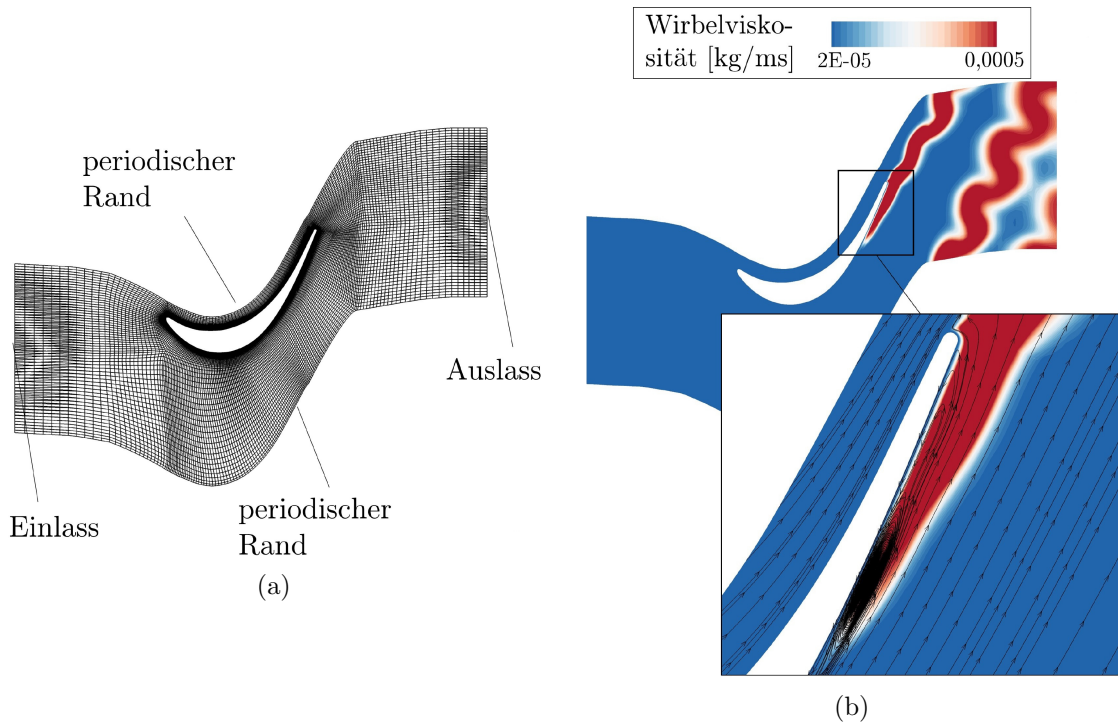 periodischer
Rand
Einlass
Auslass
periodischer
Rand
(a)
Wirbelvisko-
sität [kg/ms]
2E-05 0,0005
(b)